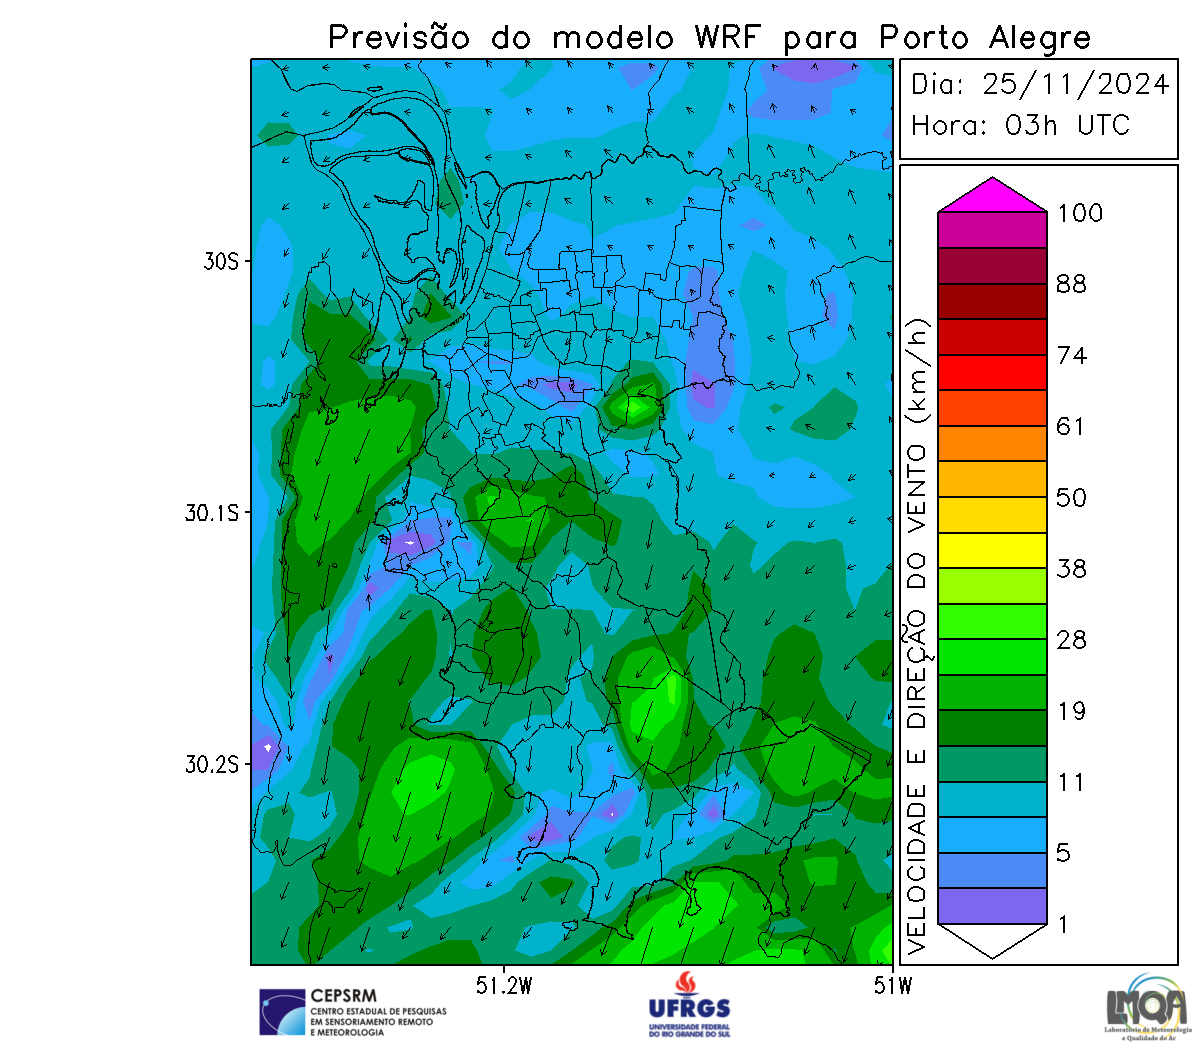 Previsão do modelo WRF para Porto Alegre
Dia: 25/11/2024
Hora: 03h UTC
30S
30.1S
30.2S
51.2W
51W
VELOCIDADE E DIREÇÃO DO VENTO (km/h)
100
88
74
61
50
38
28
19
11
5
1
CEPSRM
CENTRO ESTADUAL DE PESQUISAS
EM SENSORIAMENTO REMOTO
E METEOROLOGIA
UFRGS
UNIVERSIDADE FEDERAL
DO RIO GRANDE DO SUL
LMQA
Laboratório de Meteorologia
e Qualidade do Ar